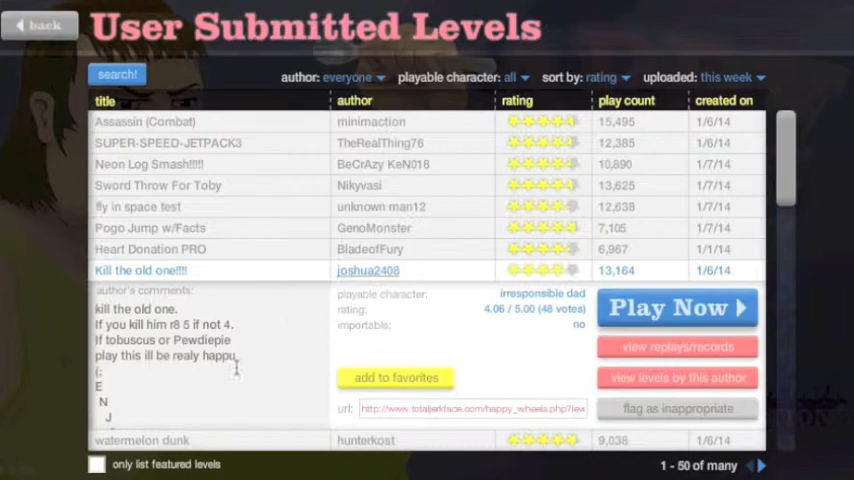 back
User Submitted Levels
search!
author: everyone playable character: all sort by: rating uploaded: this week
title author rating play count created on
Assassin (Combat) minimaction 15,495 1/6/14
SUPER-SPEED-JETPACK3 TheRealThing76 12,385 1/6/14
Neon Log Smash!!!!! BeCrAzy KeN018 10,890 1/7/14
Sword Throw For Toby Nikyvasi 13,625 1/7/14
fly in space test unknown man12 12,638 1/7/14
Pogo Jump w/Facts GenoMonster 7,105 1/7/14
Heart Donation PRO BladeofFury 6,967 1/1/14
Kill the old one!!!! joshua2408 13,164 1/6/14
author's comments:
kill the old one.
If you kill him r8 5 if not 4.
If tobuscus or Pewdiepie
play this ill be realy happu
(;
E
N
J
playable character: irresponsible dad
rating: 4.06 / 5.00 (48 votes)
importable: no
add to favorites
url: http://www.totaljerkface.com/happy_wheels.php?lev
Play Now
view replays/records
view levels by this author
flag as inappropriate
watermelon dunk hunterkost 9,038 1/6/14
only list featured levels
1 - 50 of many